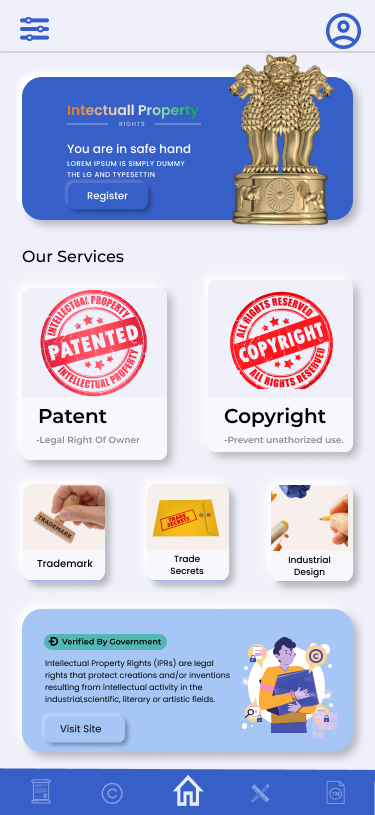 Intectuall Property
RIGHTS
You are in safe hand
LOREM IPSUM IS SIMPLY DUMMY
THE LG AND TYPESETTIN
Register
Our Services
INTELLECTUAL PROPERTY
PATENTED
INTELLECTUAL PROPERTY
ALL RIGHTS RESERVED
COPYRIGHT
ALL RIGHTS RESERVED
Patent
-Legal Right Of Owner
Copyright
-Prevent unathorized use.
TRADEMARK
TRADE
SECRETS
Trademark
Trade
Secrets
Industrial
Design
Verified By Government
Intellectual Property Rights (IPRs) are legal
rights that protect creations and/or inventions
resulting from intellectual activity in the
industrial,scientific, literary or artistic fields.
Visit Site
C
C
TM